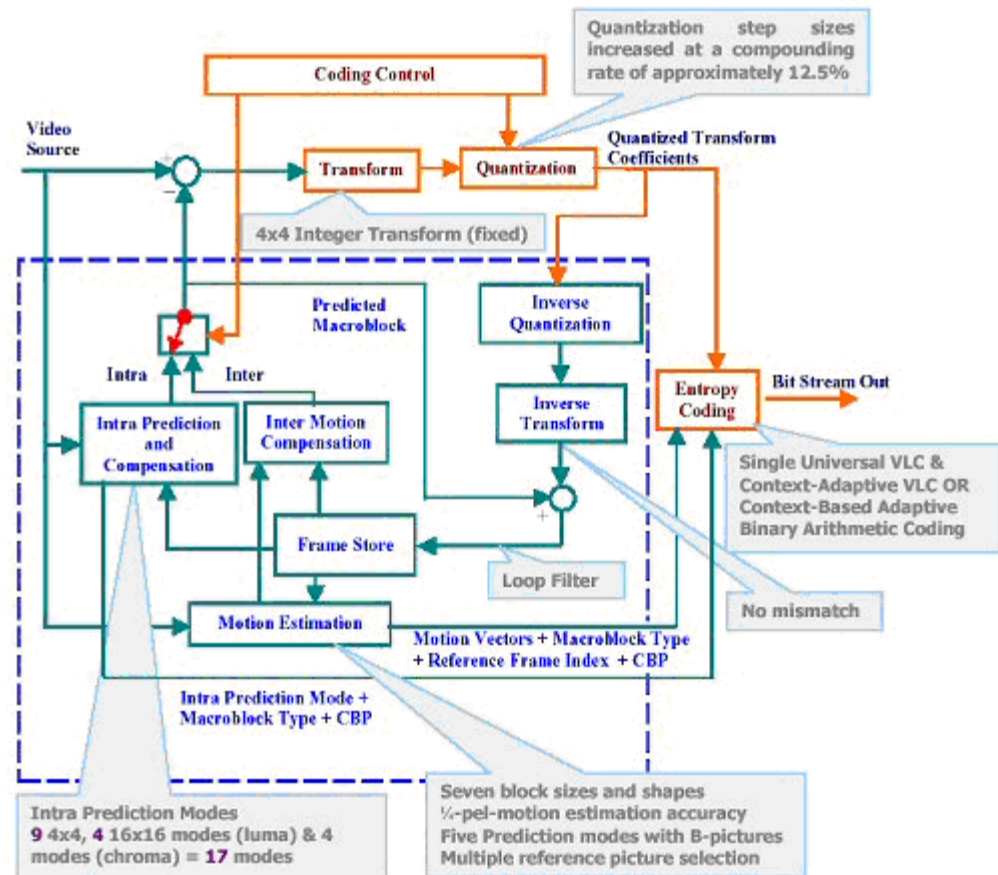 Quantization step sizes
increased at a compounding
rate of approximately 12.5%
Coding Control
Video
Source
+
−
Transform
Quantization
Quantized Transform
Coefficients
4x4 Integer Transform (fixed)
Predicted
Macroblock
Inverse
Quantization
Intra
Inter
Entropy
Coding
Bit Stream Out
Intra Prediction
and
Compensation
Inter Motion
Compensation
Inverse
Transform
Single Universal VLC &
Context-Adaptive VLC OR
Context-Based Adaptive
Binary Arithmetic Coding
+
+
Frame Store
Loop Filter
No mismatch
Motion Estimation
Motion Vectors + Macroblock Type
+ Reference Frame Index + CBP
Intra Prediction Mode +
Macroblock Type + CBP
Intra Prediction Modes
9 4x4, 4 16x16 modes (luma) & 4
modes (chroma) = 17 modes
Seven block sizes and shapes
¼-pel-motion estimation accuracy
Five Prediction modes with B-pictures
Multiple reference picture selection